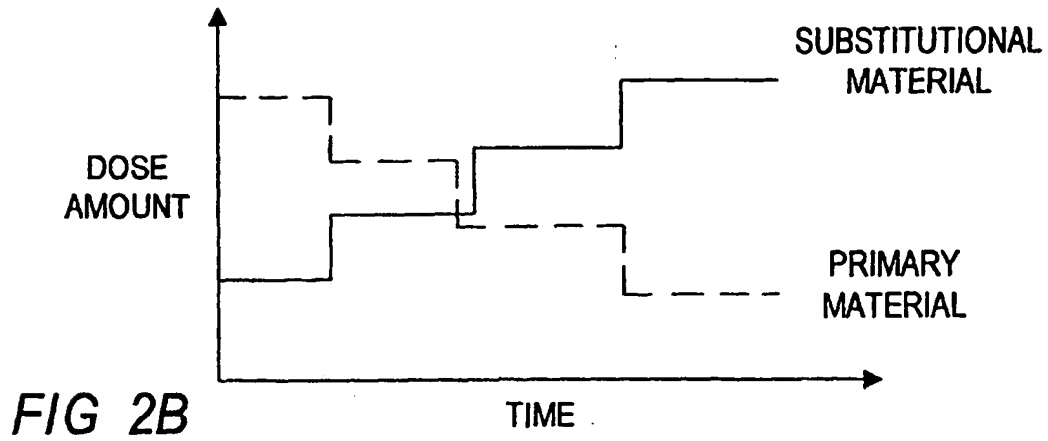 SUBSTITUTIONAL
MATERIAL
DOSE
AMOUNT
PRIMARY
MATERIAL
TIME
FIG 2B